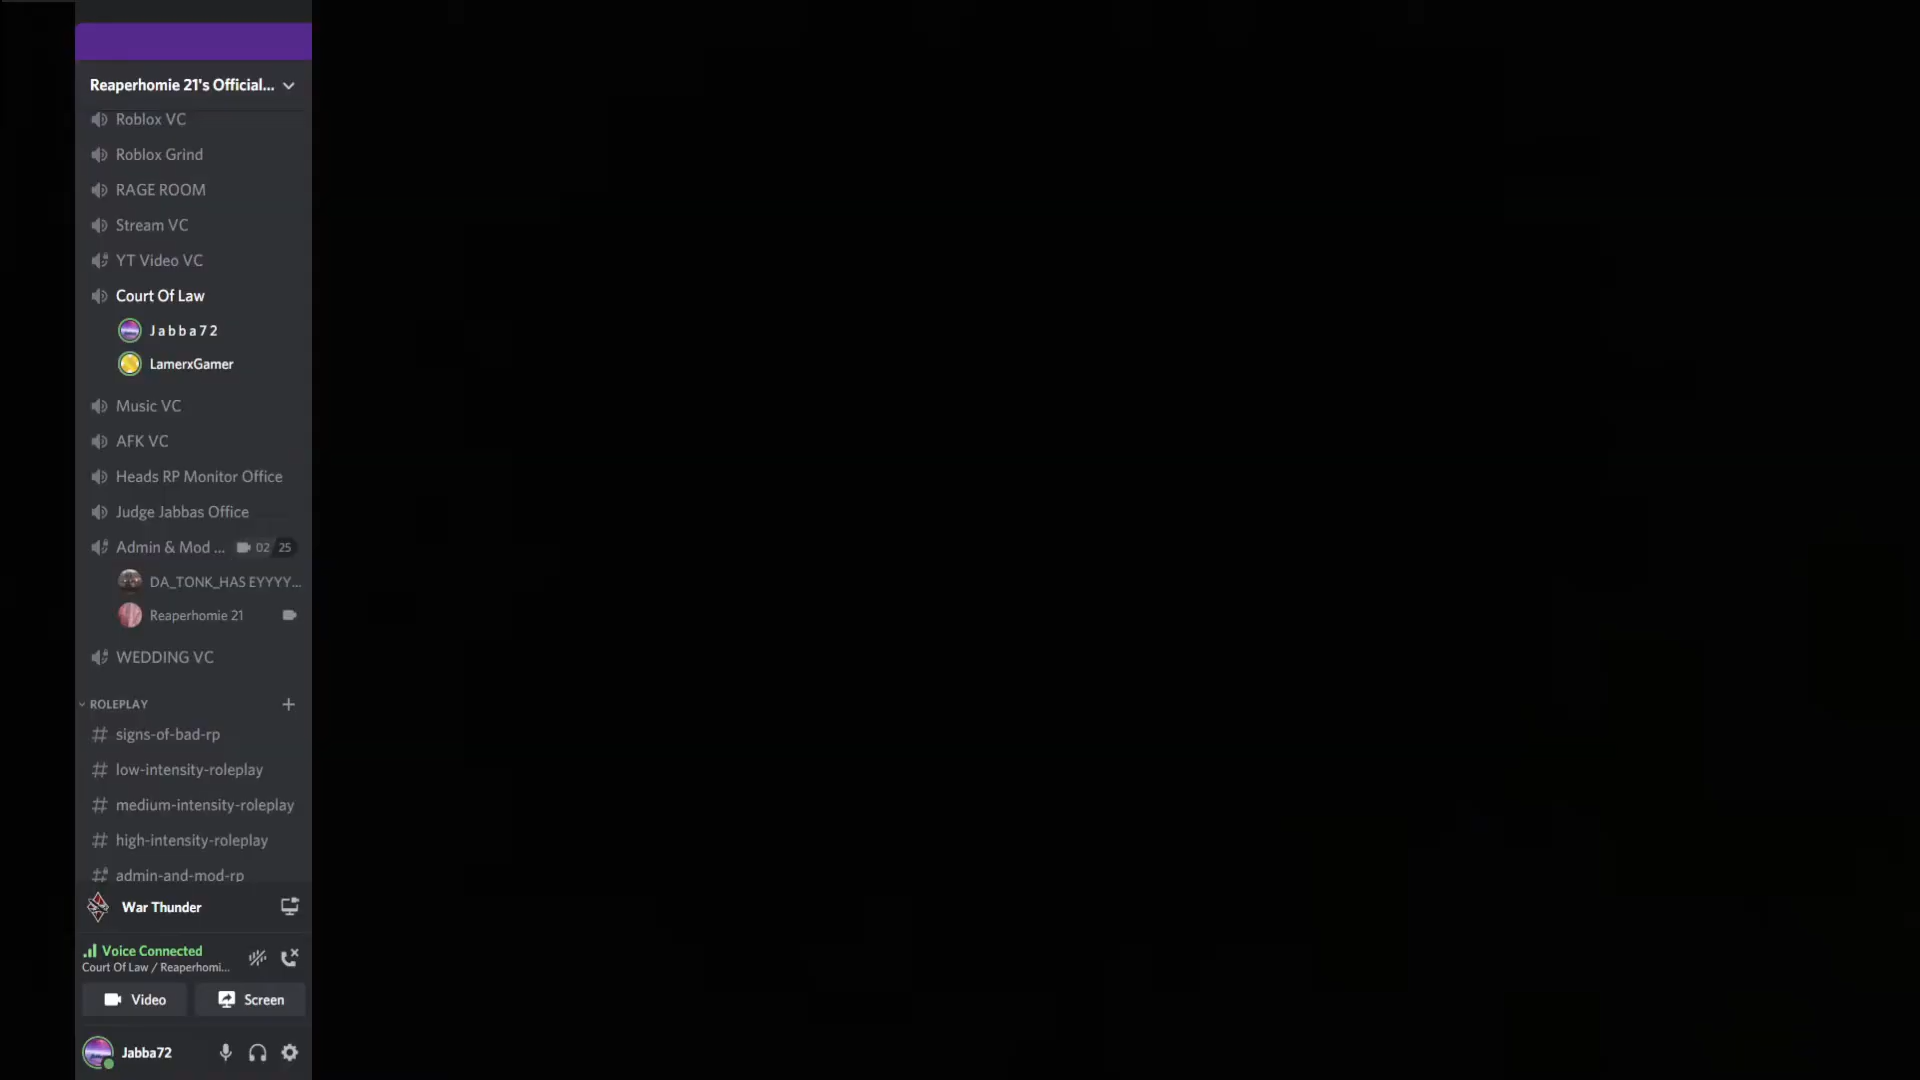 Reaperhomie 21's Official...
Roblox VC
Roblox Grind
RAGE ROOM
Stream VC
YT Video VC
Court Of Law
J a b b a 7 2
LamerxGamer
Music VC
AFK VC
Heads RP Monitor Office
Judge Jabbas Office
Admin & Mod ... 02 25
DA_TONK_HAS EYYYY...
Reaperhomie 21
WEDDING VC
ROLEPLAY
# signs-of-bad-rp
# low-intensity-roleplay
# medium-intensity-roleplay
# high-intensity-roleplay
# admin-and-mod-rp
War Thunder
Voice Connected
Court Of Law / Reaperhomi...
Video Screen
Jabba72